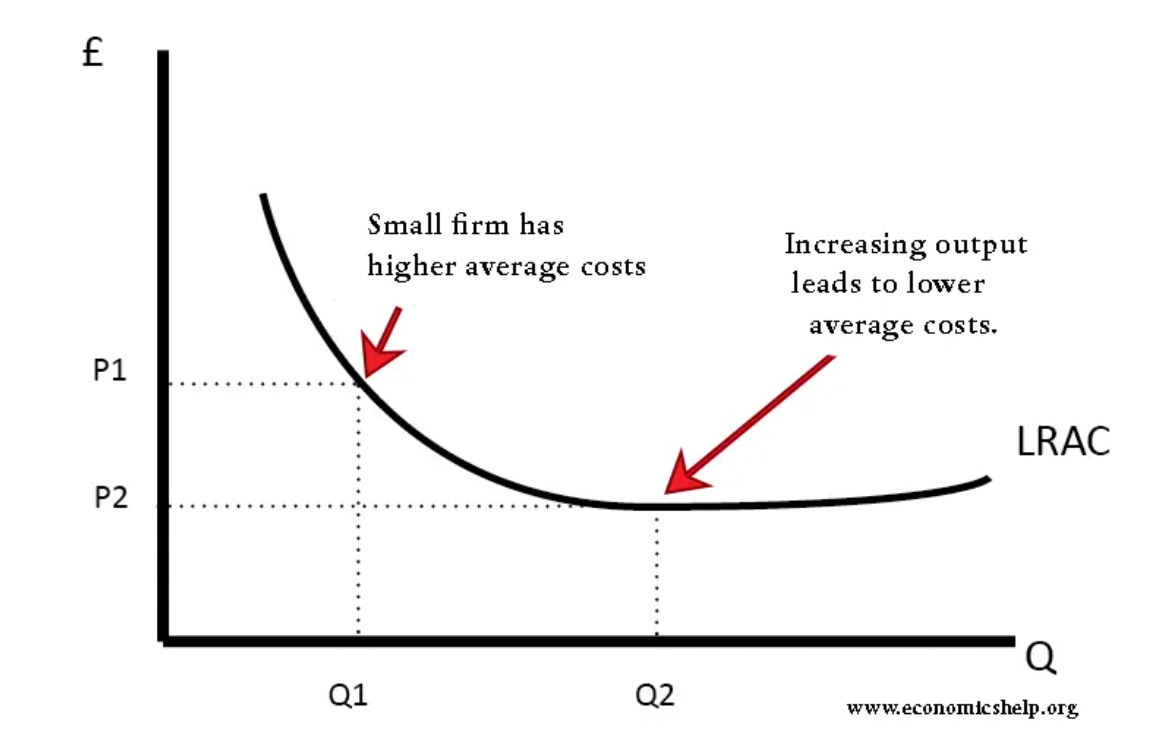 £
Small firm has
higher average costs
Increasing output
leads to lower
average costs.
P1
LRAC
P2
Q
Q1
Q2
www.economicshelp.org